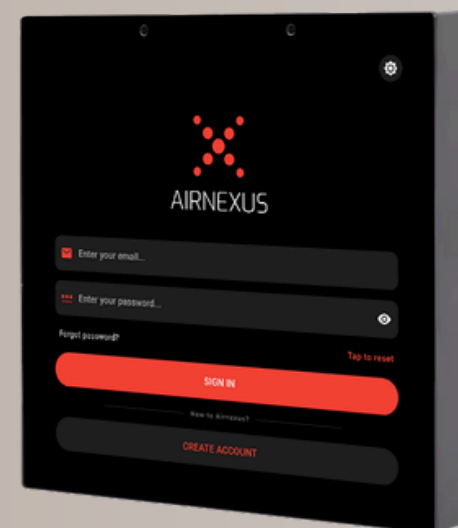 AIRNEXUS
Enter your email...
Enter your password...
Forgot password?
Tap to reset
SIGN IN
New to Airnexus?
CREATE ACCOUNT